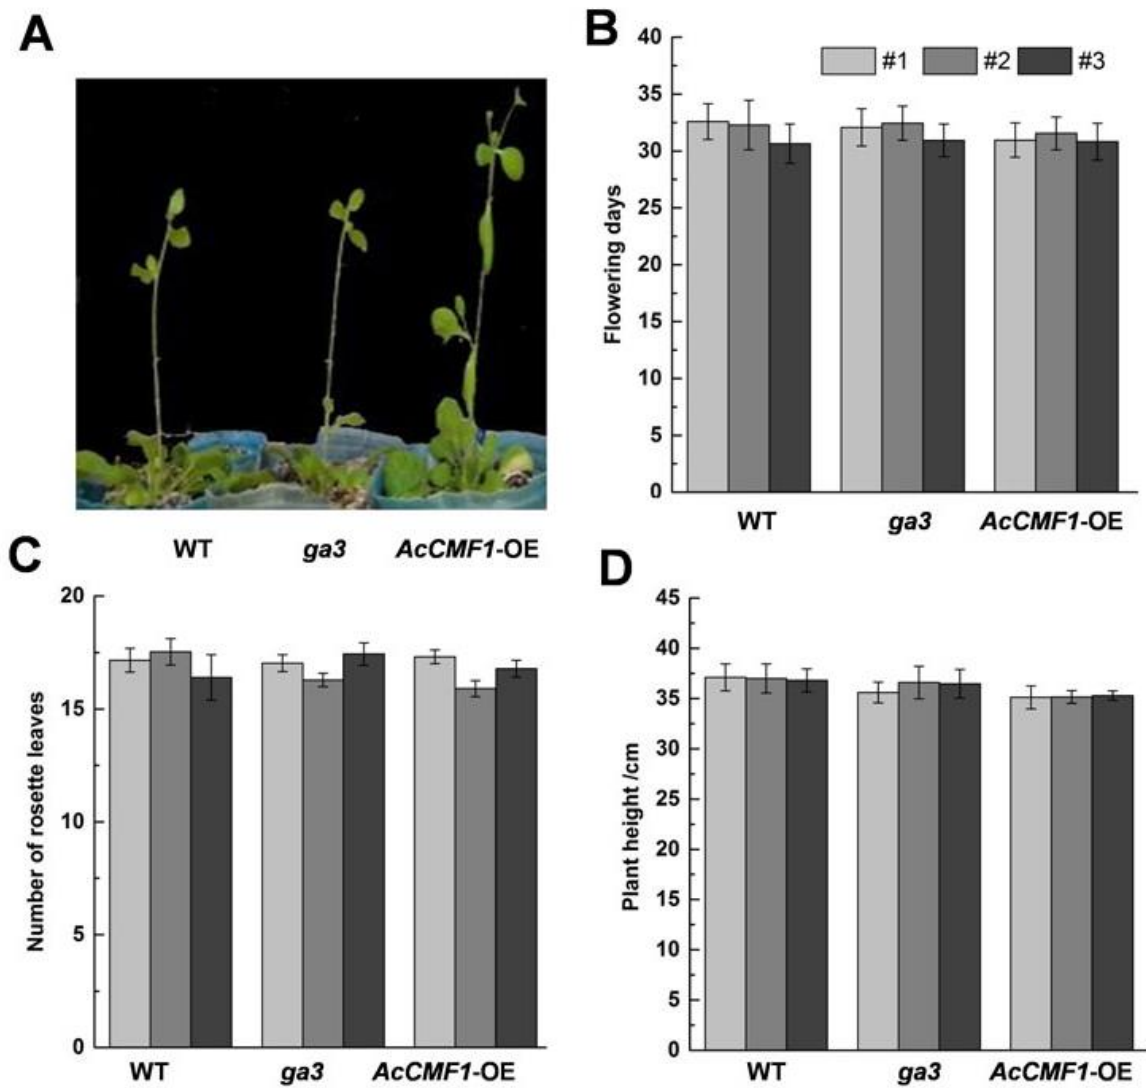 A
WT
ga3
AcCMF1-OE
B
#1
#2
#3
Flowering days
40
35
30
25
20
15
10
5
0
WT
ga3
AcCMF1-OE
C
Number of rosette leaves
20
15
10
5
0
WT
ga3
AcCMF1-OE
D
Plant height /cm
45
40
35
30
25
20
15
10
5
0
WT
ga3
AcCMF1-OE